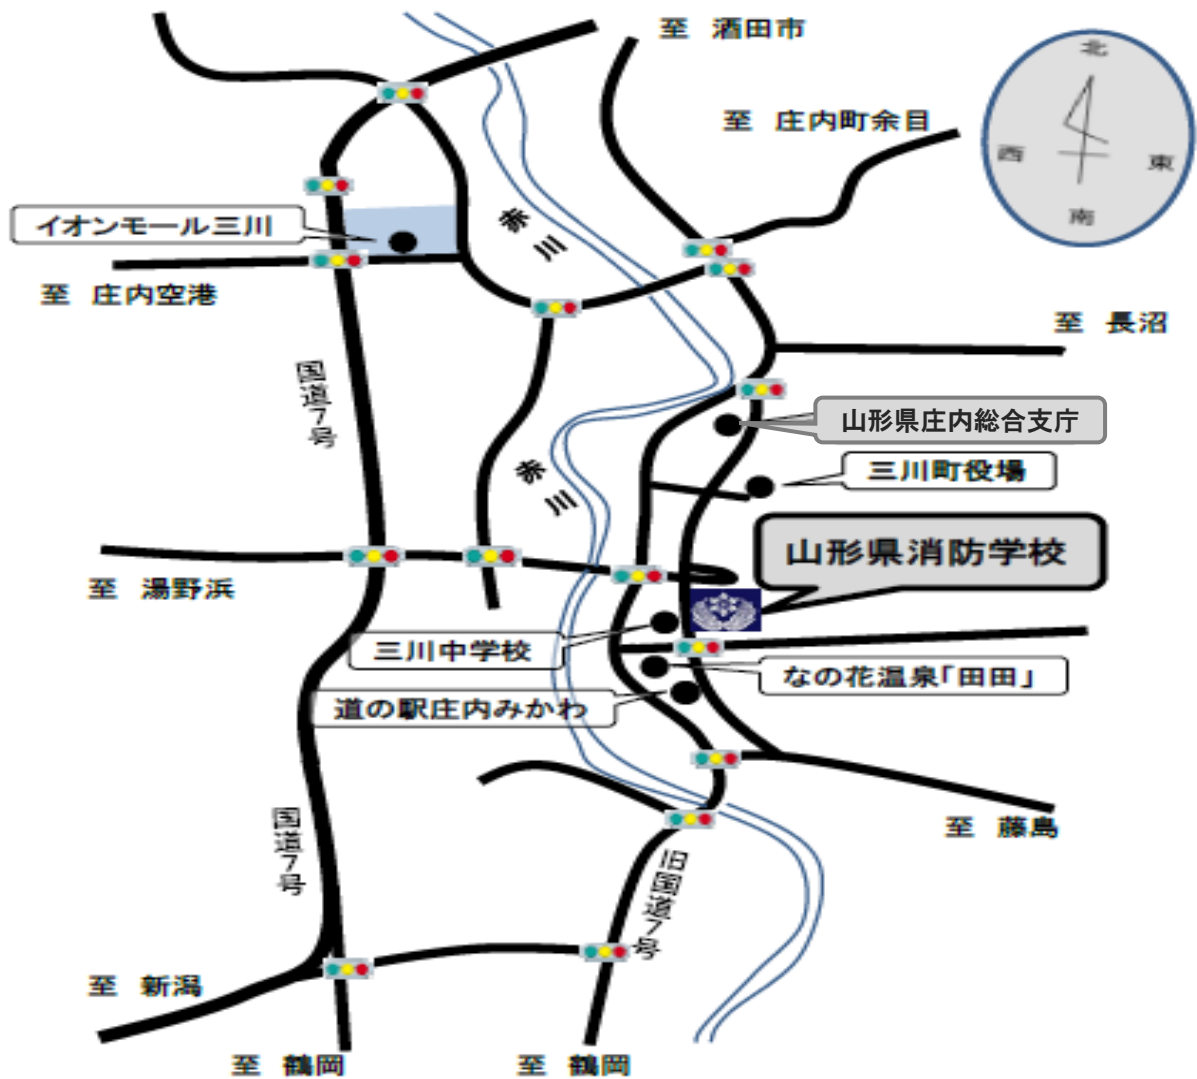 至 酒田市
北
西
東
南
至 庄内町余目
イオンモール三川
赤川
至 庄内空港
至 長沼
国道7号
山形県庄内総合支庁
赤川
三川町役場
山形県消防学校
至 湯野浜
三川中学校
なの花温泉「田田」
道の駅庄内みかわ
至 藤島
国道7号
旧国道7号
至 新潟
至 鶴岡
至 鶴岡